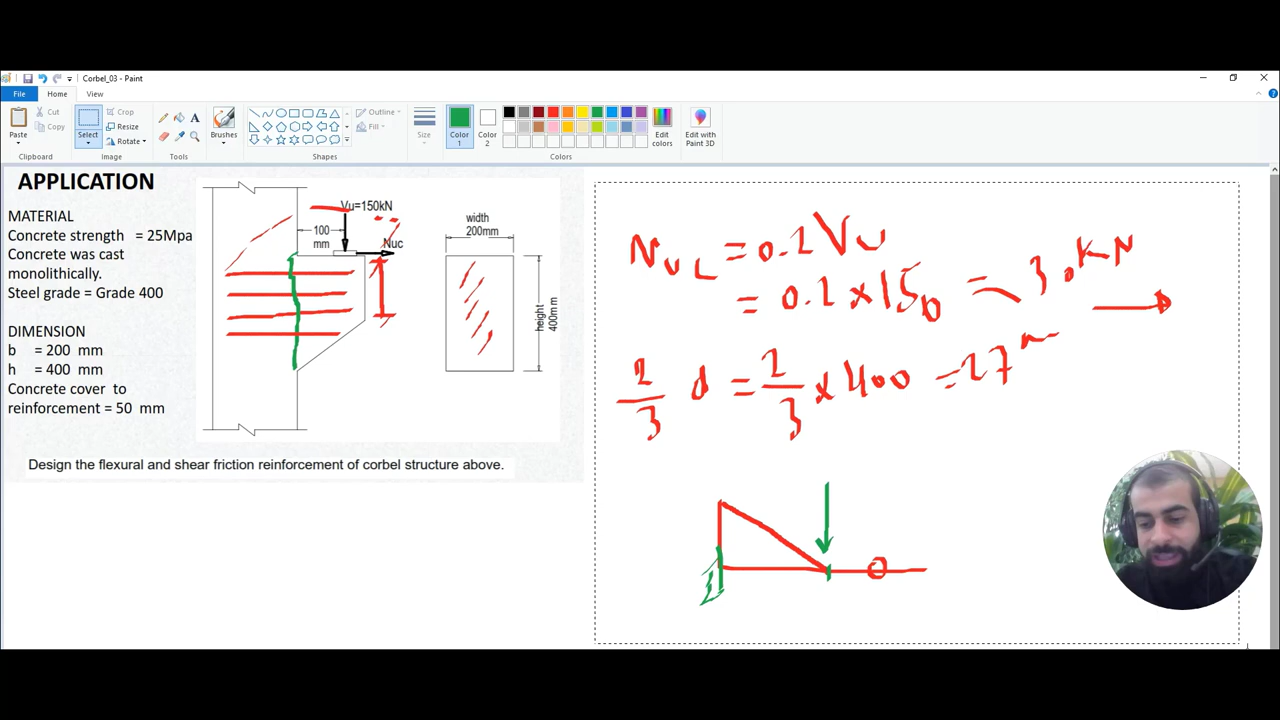 Corbel_03 - Paint
File
Home
View
Paste
Cut
Copy
Clipboard
Select
Crop
Resize
Rotate
Image
Tools
Brushes
Shapes
Outline
Fill
Size
Color
1
Color
2
Colors
Edit
colors
Edit with
Paint 3D
APPLICATION
MATERIAL
Concrete strength = 25Mpa
Concrete was cast
monolithically.
Steel grade = Grade 400
DIMENSION
b = 200 mm
h = 400 mm
Concrete cover to
reinforcement = 50 mm
Vu=150kN
100
mm
Nuc
width
200mm
height
400mm
Design the flexural and shear friction reinforcement of corbel structure above.
Nuc = 0.2 Vu
= 0.2 x 150 = 30 kN
2/3 d = 2/3 x 400 = 27